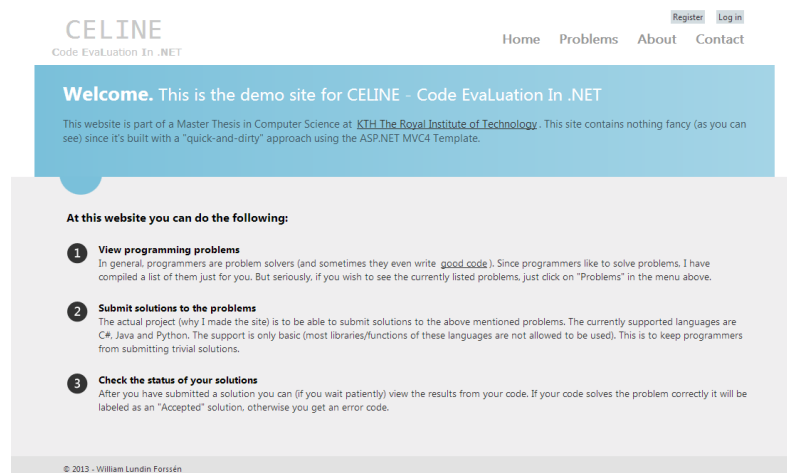 Register Log in
CELINE
Code EvaLuation In .NET
Home Problems About Contact
Welcome. This is the demo site for CELINE - Code EvaLuation In .NET
This website is part of a Master Thesis in Computer Science at KTH The Royal Institute of Technology. This site contains nothing fancy (as you can
see) since it's built with a "quick-and-dirty" approach using the ASP.NET MVC4 Template.
At this website you can do the following:
1 View programming problems
In general, programmers are problem solvers (and sometimes they even write good code). Since programmers like to solve problems, I have
compiled a list of them just for you. But seriously, if you wish to see the currently listed problems, just click on "Problems" in the menu above.
2 Submit solutions to the problems
The actual project (why I made the site) is to be able to submit solutions to the above mentioned problems. The currently supported languages are
C#, Java and Python. The support is only basic (most libraries/functions of these languages are not allowed to be used). This is to keep programmers
from submitting trivial solutions.
3 Check the status of your solutions
After you have submitted a solution you can (if you wait patiently) view the results from your code. If your code solves the problem correctly it will be
labeled as an "Accepted" solution, otherwise you get an error code.
© 2013 - William Lundin Forssén